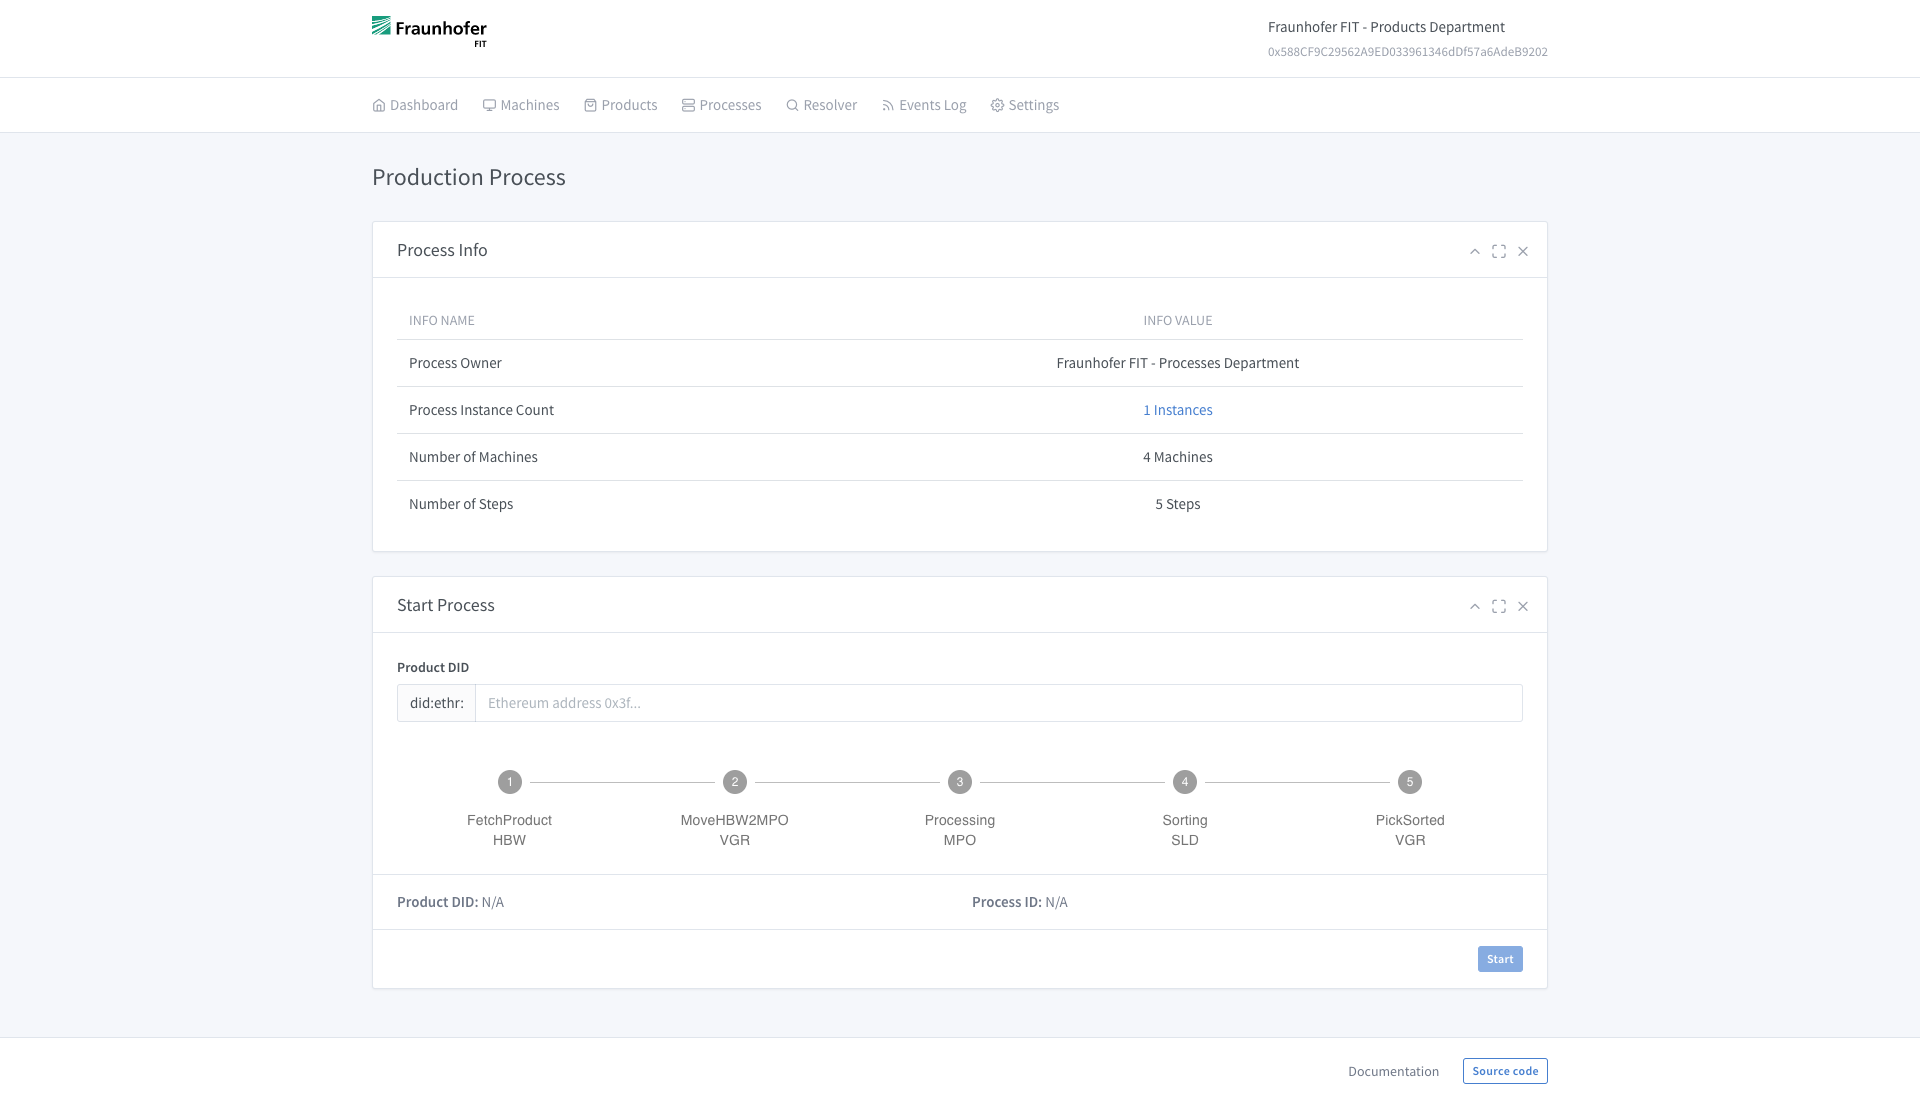 Fraunhofer
FIT
Fraunhofer FIT - Products Department
0x588CF9C29562A9ED033961346dDf57a6AdeB9202
Dashboard Machines Products Processes Resolver Events Log Settings
Production Process
Process Info
INFO NAME INFO VALUE
Process Owner Fraunhofer FIT - Processes Department
Process Instance Count 1 Instances
Number of Machines 4 Machines
Number of Steps 5 Steps
Start Process
Product DID
did:ethr: Ethereum address 0x3f...
1 2 3 4 5
FetchProduct MoveHBW2MPO Processing Sorting PickSorted
HBW VGR MPO SLD VGR
Product DID: N/A Process ID: N/A
Start
Documentation Source code